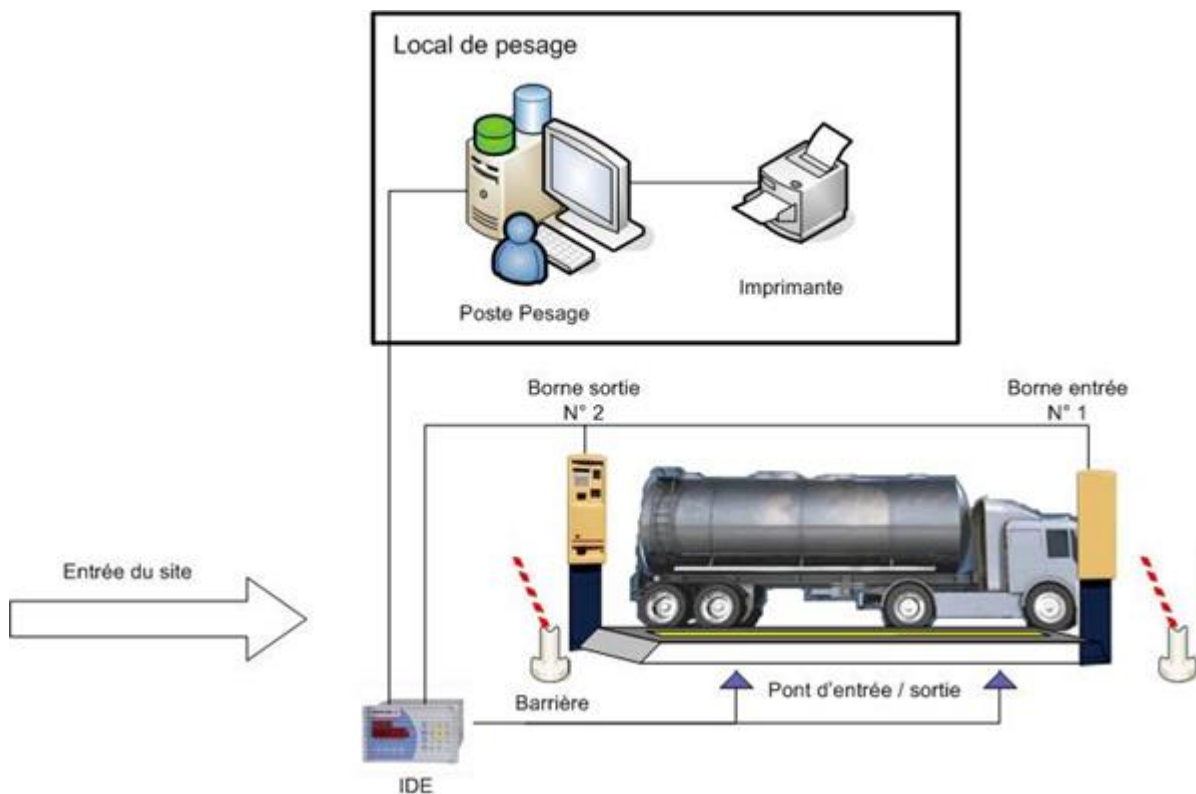 Local de pesage
Poste Pesage
Imprimante
Borne sortie
N° 2
Borne entrée
N° 1
Entrée du site
Barrière
Pont d'entrée / sortie
IDE